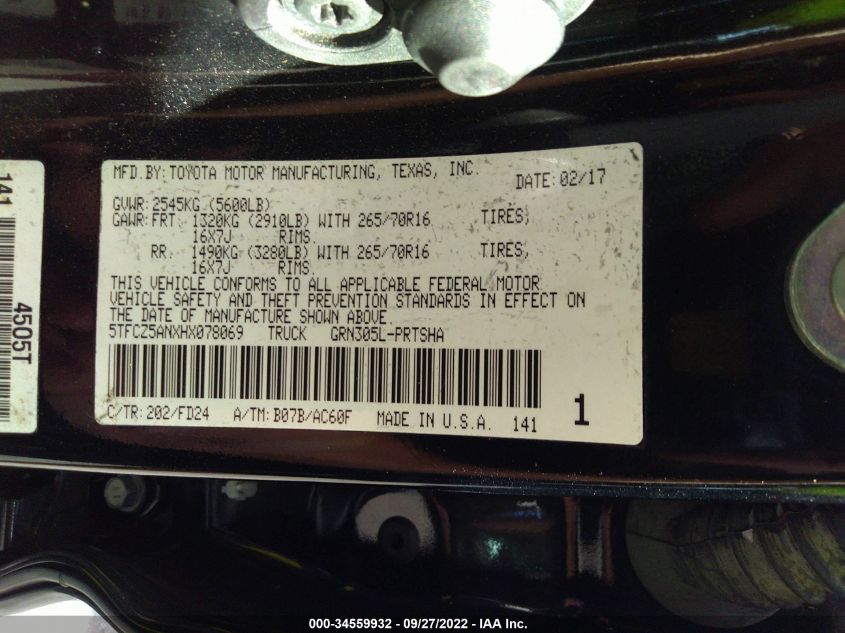 MFD.BY: TOYOTA MOTOR MANUFACTURING, TEXAS, INC. DATE: 02/17
GVWR: 2545KG (5600LB)
GAWR: FRT. 1320KG (2910LB) WITH 265/70R16 TIRES,
16X7J RIMS
RR. 1490KG (3280LB) WITH 265/70R16 TIRES,
16X7J RIMS
THIS VEHICLE CONFORMS TO ALL APPLICABLE FEDERAL MOTOR
VEHICLE SAFETY AND THEFT PREVENTION STANDARDS IN EFFECT ON
THE DATE OF MANUFACTURE SHOWN ABOVE.
5TFCZ5ANXHX078069 TRUCK GRN305L-PRTSHA
C/TR: 202/FD24 A/TM: B07B/AC60F MADE IN U.S.A. 141 1
141 4505T
000-34559932 - 09/27/2022 - IAA Inc.